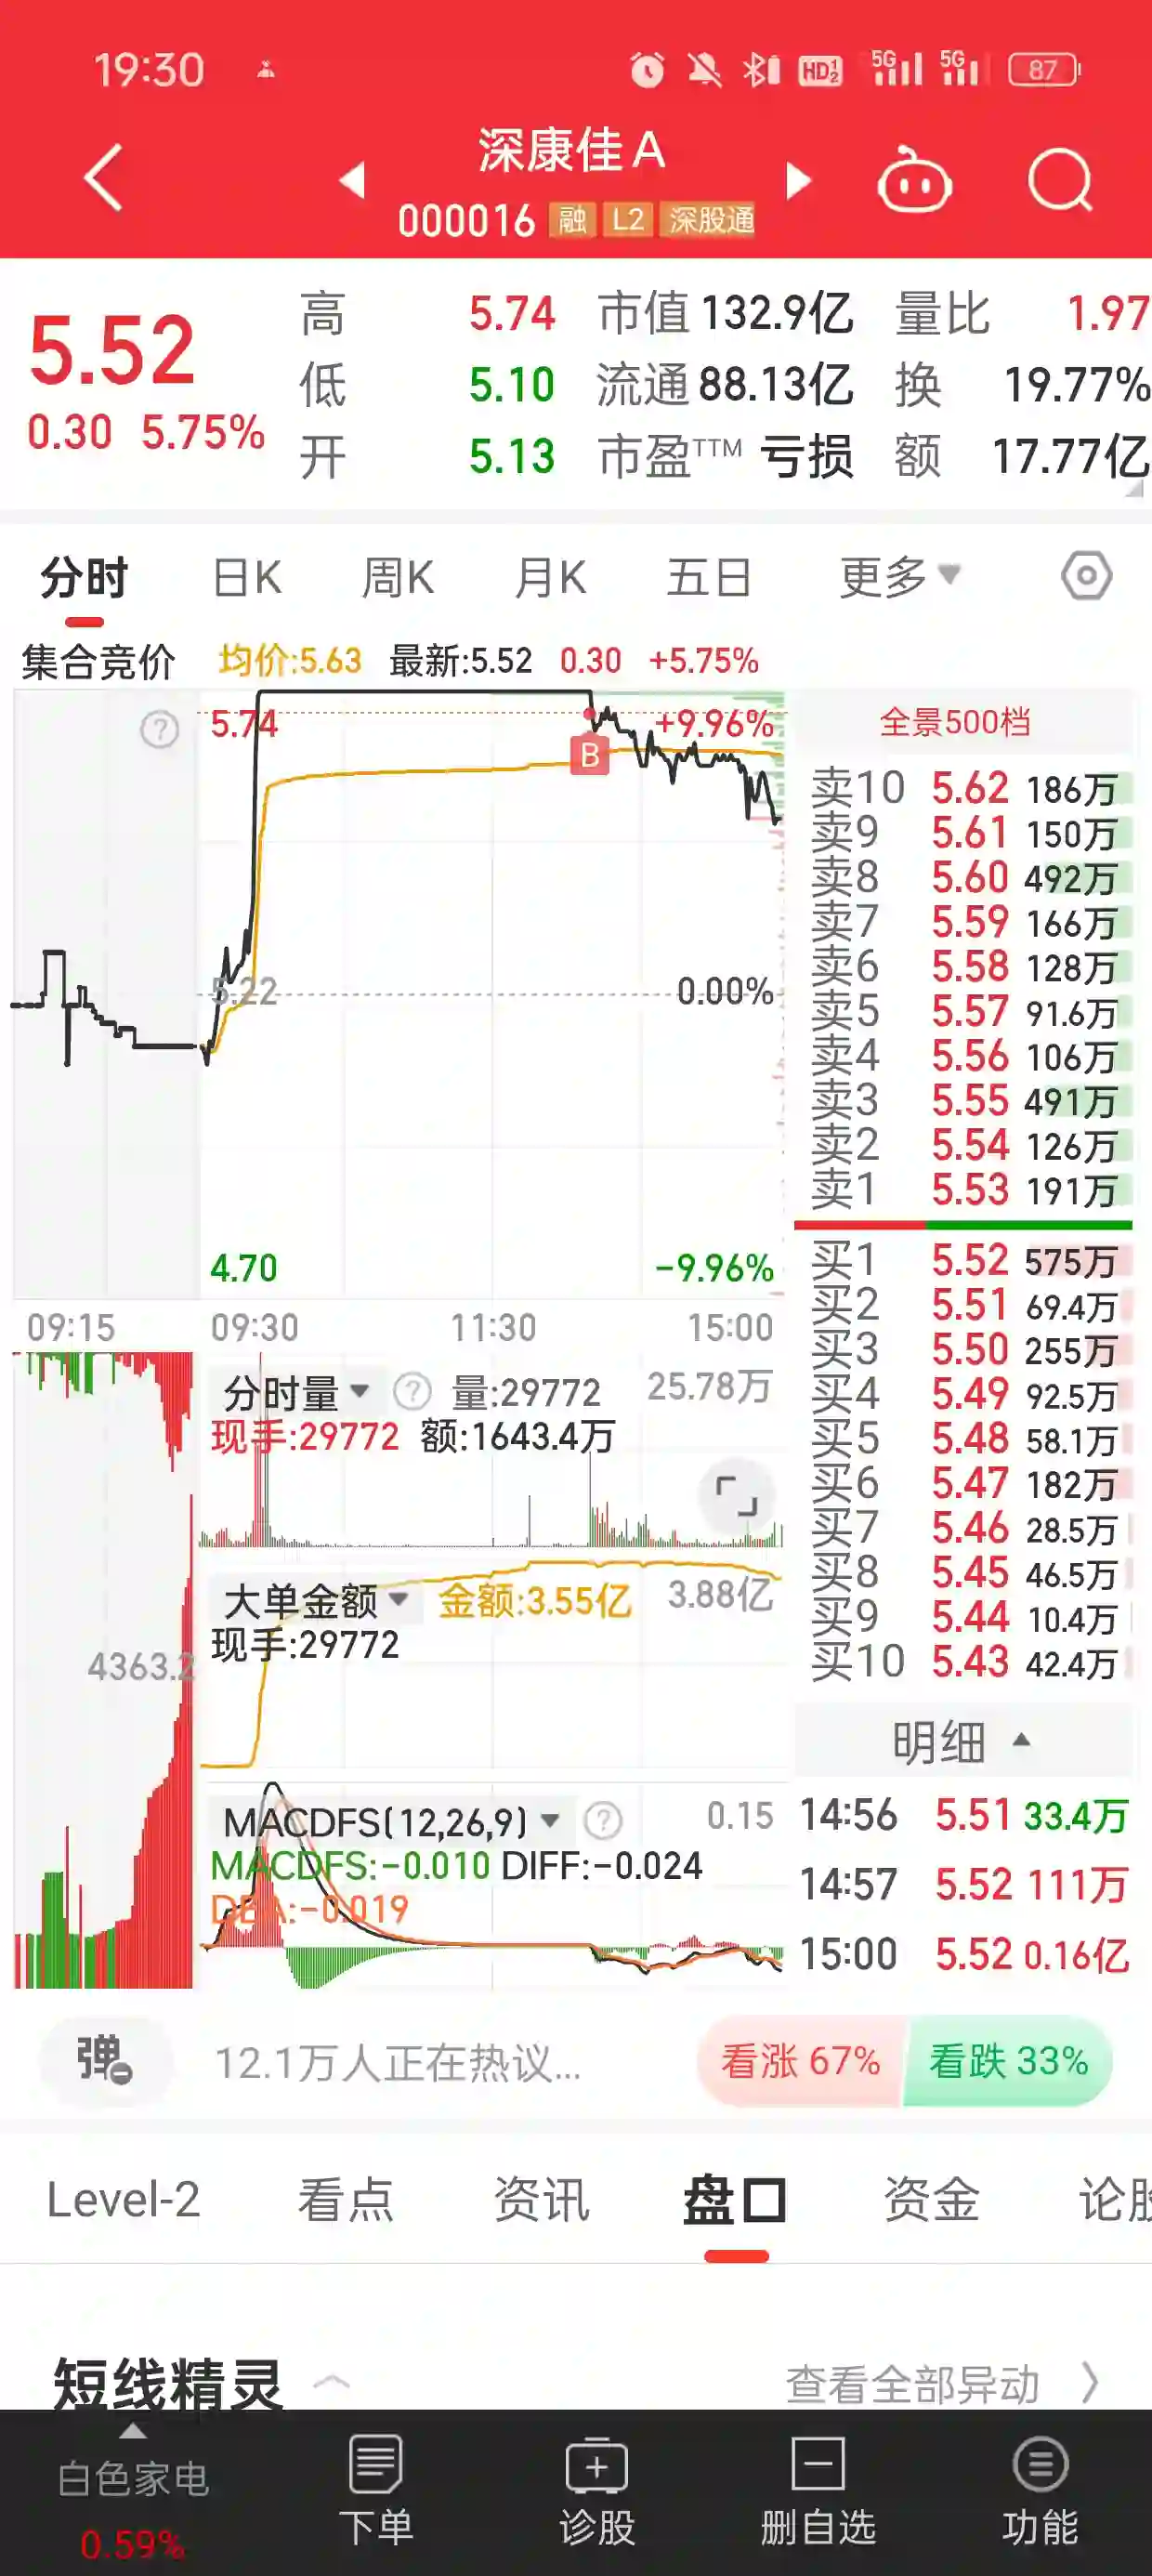 19:30 HD 1 2 5G 5G 87
深康佳A
000016 融 L2 深股通
5.52
0.30 5.75%
高 5.74 市值 132.9亿 量比 1.97
低 5.10 流通 88.13亿 换 19.77%
开 5.13 市盈TTM 亏损 额 17.77亿
分时 日K 周K 月K 五日 更多
集合竞价 均价:5.63 最新:5.52 0.30 +5.75%
5.74 +9.96%
B
5.22 0.00%
4.70 -9.96%
09:15 09:30 11:30 15:00
全景500档
卖10 5.62 186万
卖9 5.61 150万
卖8 5.60 492万
卖7 5.59 166万
卖6 5.58 128万
卖5 5.57 91.6万
卖4 5.56 106万
卖3 5.55 491万
卖2 5.54 126万
卖1 5.53 191万
买1 5.52 575万
买2 5.51 69.4万
买3 5.50 255万
买4 5.49 92.5万
买5 5.48 58.1万
买6 5.47 182万
买7 5.46 28.5万
买8 5.45 46.5万
买9 5.44 10.4万
买10 5.43 42.4万
分时量 ? 量:29772 25.78万
现手:29772 额:1643.4万
大单金额 金额:3.55亿 3.88亿
现手:29772
4363.2
MACDFS(12,26,9) ? 0.15
MACDFS:-0.010 DIFF:-0.024
DEA:-0.019
明细
14:56 5.51 33.4万
14:57 5.52 111万
15:00 5.52 0.16亿
弹 12.1万人正在热议... 看涨 67% 看跌 33%
Level-2 看点 资讯 盘口 资金 论股
短线精灵 查看全部异动
白色家电
0.59%
下单 诊股 删自选 功能